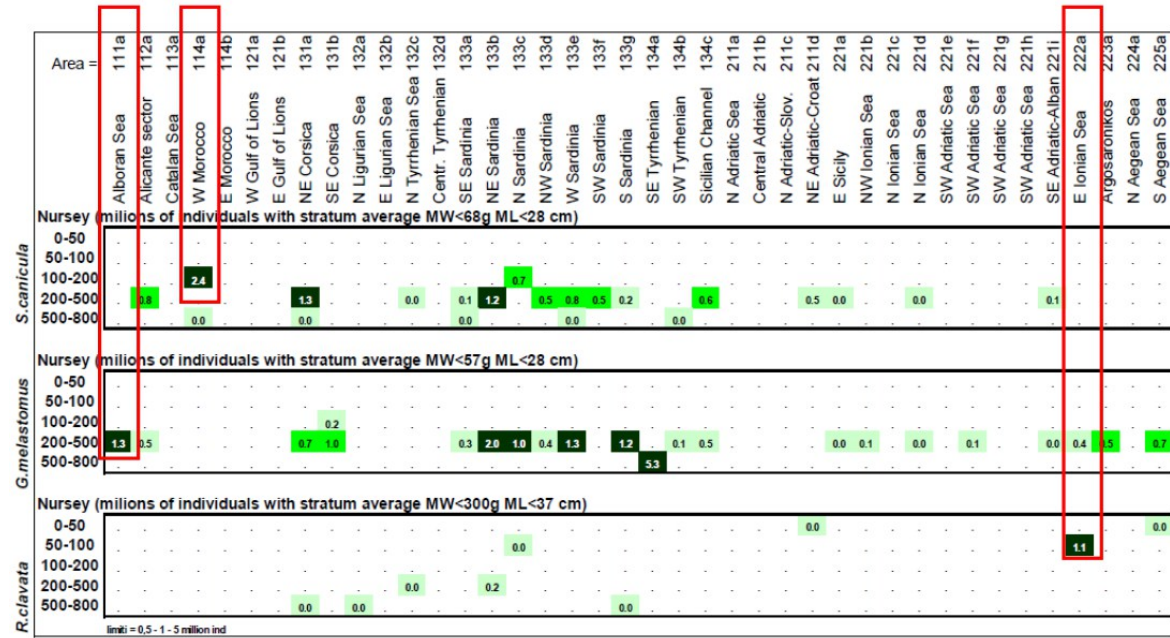 Area = 111a 112a 113a 114a 114b 121a 121b 131a 131b 132a 132b 132c 132d 133a 133b 133c 133d 133e 133f 133g 134a 134b 134c 211a 211b 211c 211d 221a 221b 221c 221d 221e 221f 221g 221h 221i 222a 223a 224a 225a
Alboran Sea
Alicante sector
Catalan Sea
W Morocco
E Morocco
W Gulf of Lions
E Gulf of Lions
NE Corsica
SE Corsica
N Ligurian Sea
E Ligurian Sea
N Tyrrhenian Sea
Centr. Tyrrhenian
SE Sardinia
NE Sardinia
N Sardinia
NW Sardinia
W Sardinia
SW Sardinia
S Sardinia
SE Tyrrhenian
SW Tyrrhenian
Sicilian Channel
N Adriatic Sea
Central Adriatic
N Adriatic-Slov.
NE Adriatic-Croat
E Sicily
NW Ionian Sea
N Ionian Sea
N Ionian Sea
SW Adriatic Sea
SW Adriatic Sea
SW Adriatic Sea
SW Adriatic Sea
SE Adriatic-Alban
E Ionian Sea
Argosaronikos
N Aegean Sea
S Aegean Sea
S.canicula
Nursey (milions of individuals with stratum average MW<68g ML<28 cm)
0-50
50-100
100-200 2.4 0.7
200-500 0.8 1.3 0.0 0.1 1.2 0.5 0.8 0.5 0.2 0.6 0.5 0.0 0.0 0.1
500-800 0.0 0.0 0.0 0.0 0.0
G.melastomus
Nursey (milions of individuals with stratum average MW<57g ML<28 cm)
0-50
50-100
100-200 0.2
200-500 1.3 0.5 0.7 1.0 0.3 2.0 1.0 0.4 1.3 1.2 0.1 0.5 0.0 0.1 0.0 0.1 0.0 0.4 0.5 0.7
500-800 5.3
R.clavata
Nursey (milions of individuals with stratum average MW<300g ML<37 cm)
0-50 0.0 0.0
50-100 0.0 1.1
100-200
200-500 0.0 0.2
500-800 0.0 0.0 0.0
limiti = 0,5 - 1 - 5 million ind